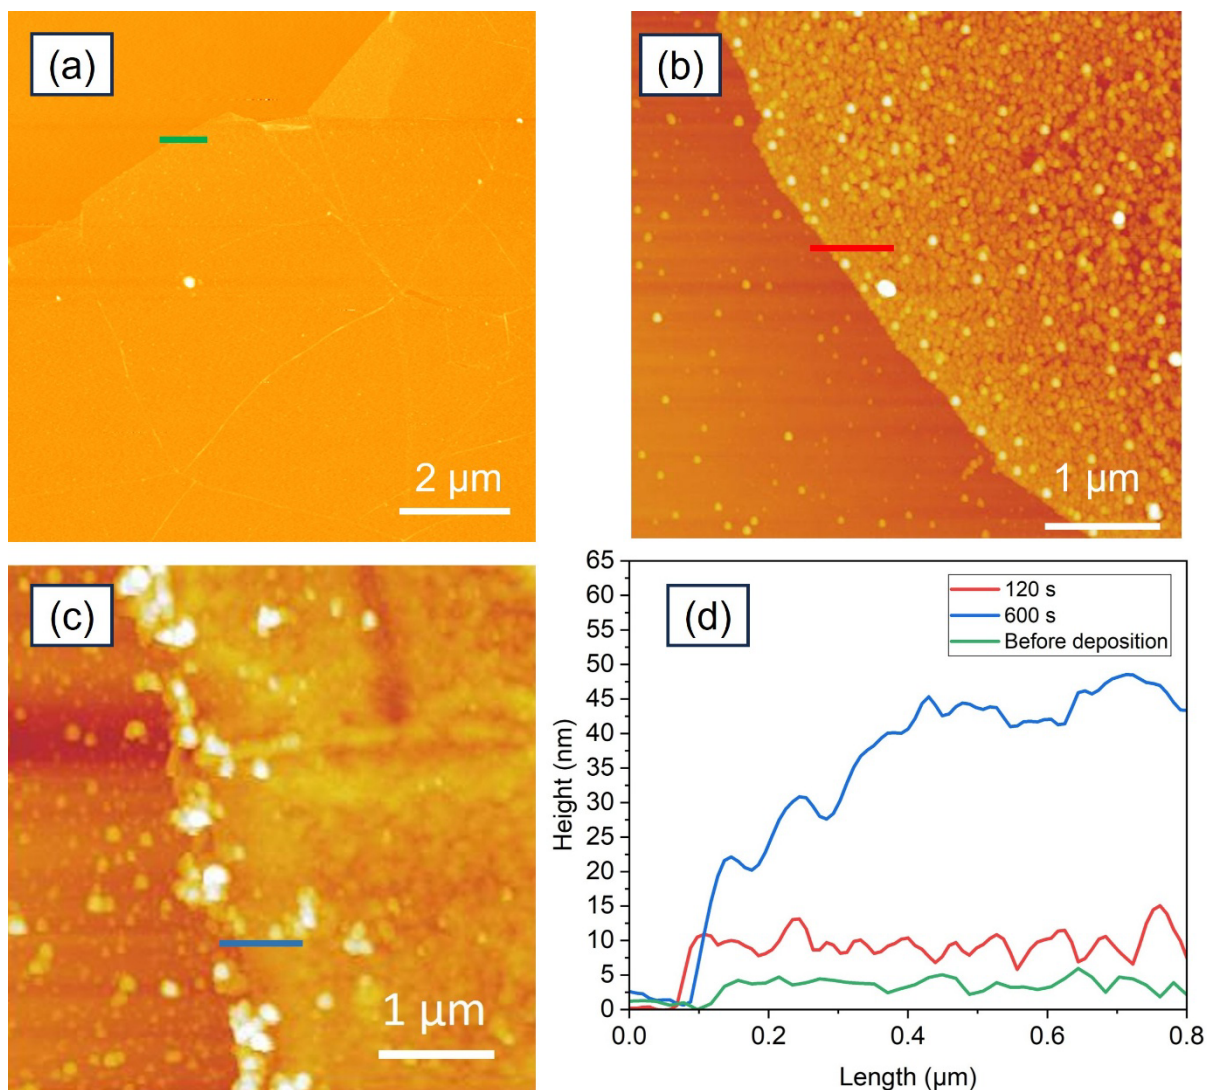 (a)
2 μm
(b)
1 μm
(c)
1 μm
(d)
65
60
55
50
45
40
35
30
25
20
15
10
5
0
Height (nm)
120 s
600 s
Before deposition
0.0 0.2 0.4 0.6 0.8
Length (μm)